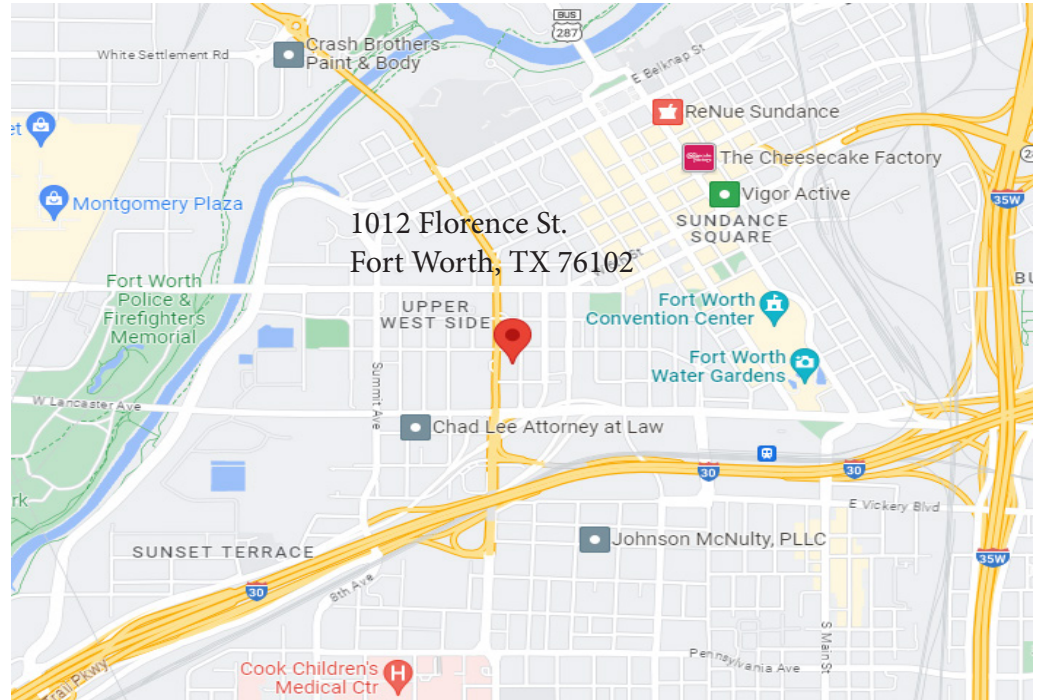 BUS
287
White Settlement Rd
Crash Brothers
Paint & Body
E Belknap St
ReNue Sundance
The Cheesecake Factory
Vigor Active
SUNDANCE
SQUARE
35W
Montgomery Plaza
1012 Florence St.
Fort Worth, TX 76102
Fort Worth
Police &
Firefighters
Memorial
UPPER
WEST SIDE
Fort Worth
Convention Center
Fort Worth
Water Gardens
Summit Ave
W Lancaster Ave
Chad Lee Attorney at Law
30
30
E Vickery Blvd
Johnson McNulty, PLLC
SUNSET TERRACE
35W
30
8th Ave
S Main St
Pennsylvania Ave
Cook Children's
Medical Ctr
H
Trail Pkwy